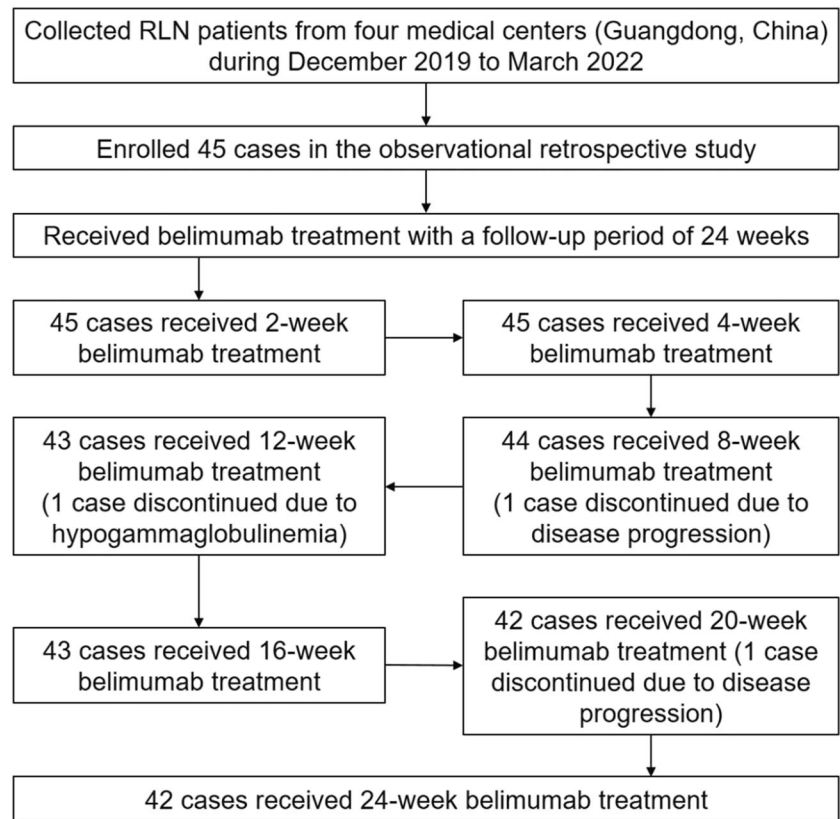 Collected RLN patients from four medical centers (Guangdong, China)
during December 2019 to March 2022
Enrolled 45 cases in the observational retrospective study
Received belimumab treatment with a follow-up period of 24 weeks
45 cases received 2-week
belimumab treatment
45 cases received 4-week
belimumab treatment
44 cases received 8-week
belimumab treatment
(1 case discontinued due to
disease progression)
43 cases received 12-week
belimumab treatment
(1 case discontinued due to
hypogammaglobulinemia)
43 cases received 16-week
belimumab treatment
42 cases received 20-week
belimumab treatment (1 case
discontinued due to disease
progression)
42 cases received 24-week belimumab treatment